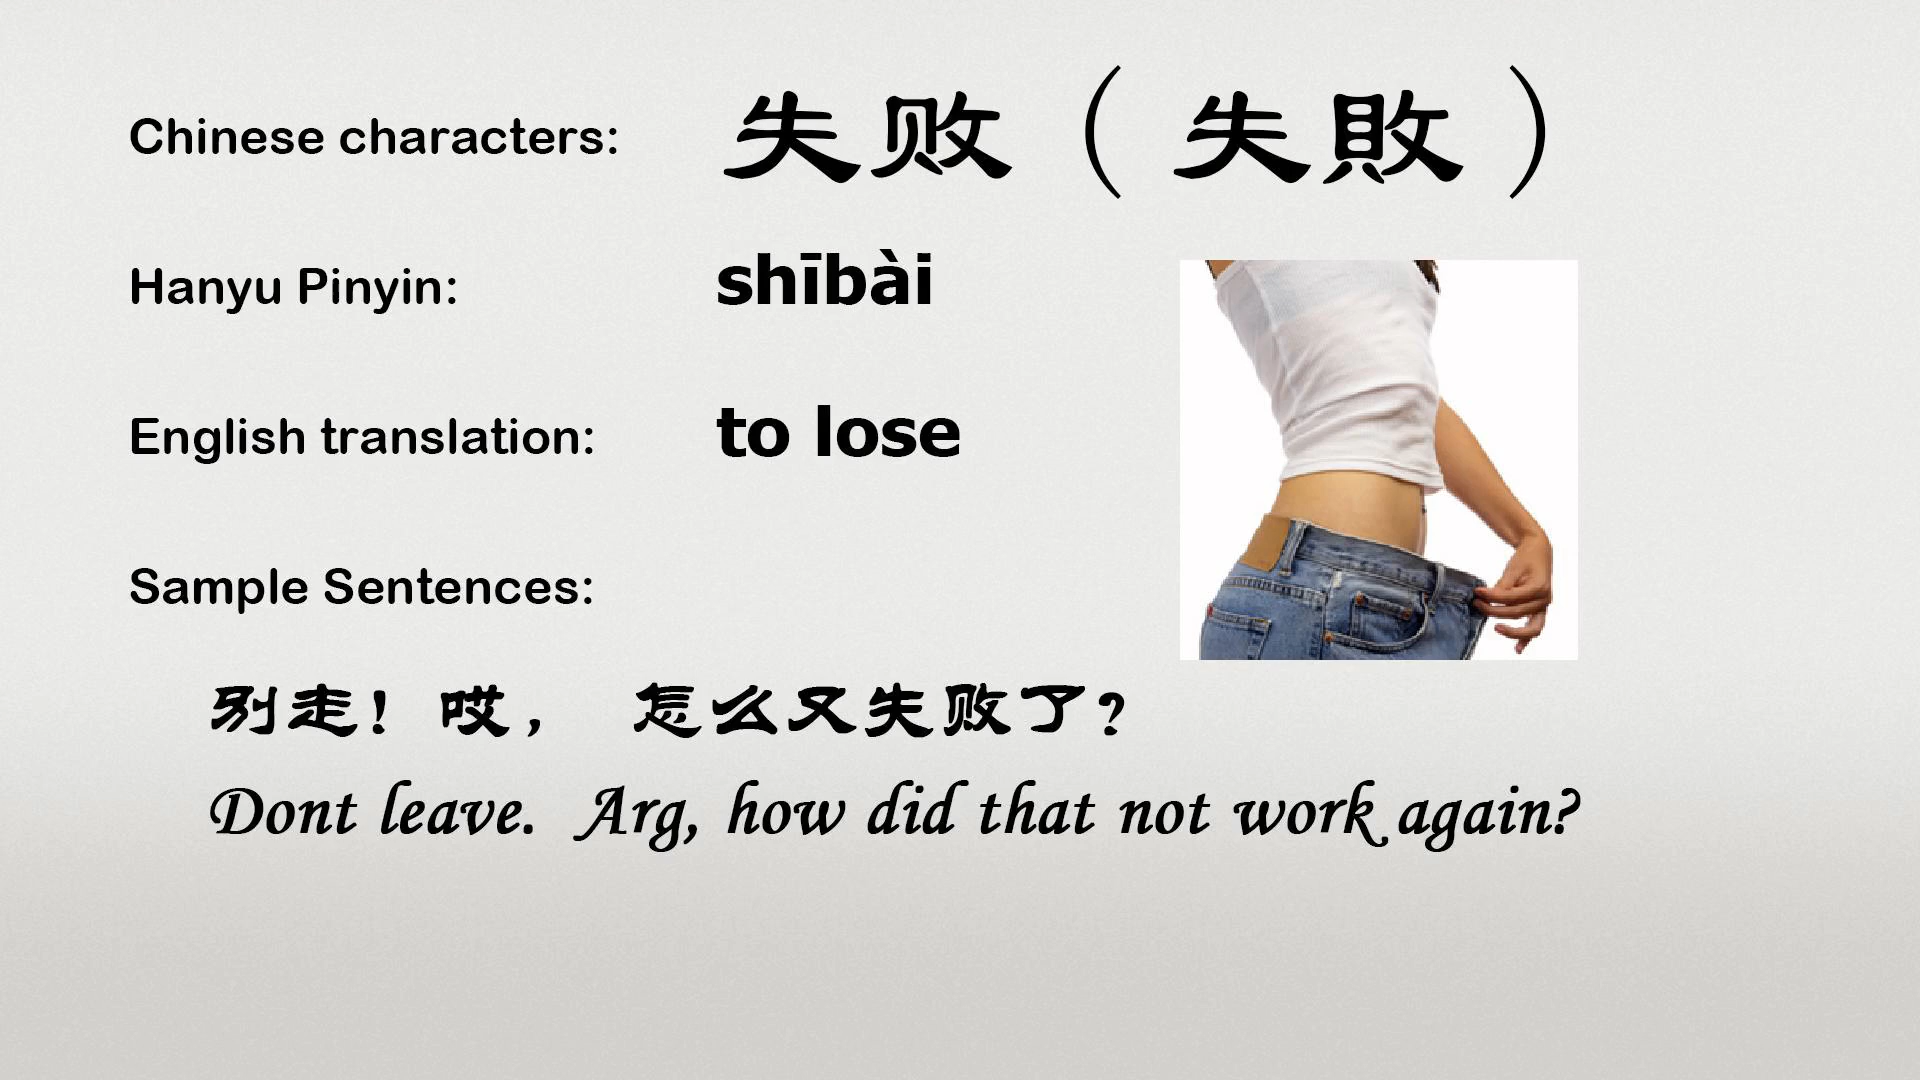 Chinese characters: 失败（失敗）
Hanyu Pinyin: shībài
English translation: to lose
Sample Sentences:
别走！哎， 怎么又失败了？
Dont leave. Arg, how did that not work again?